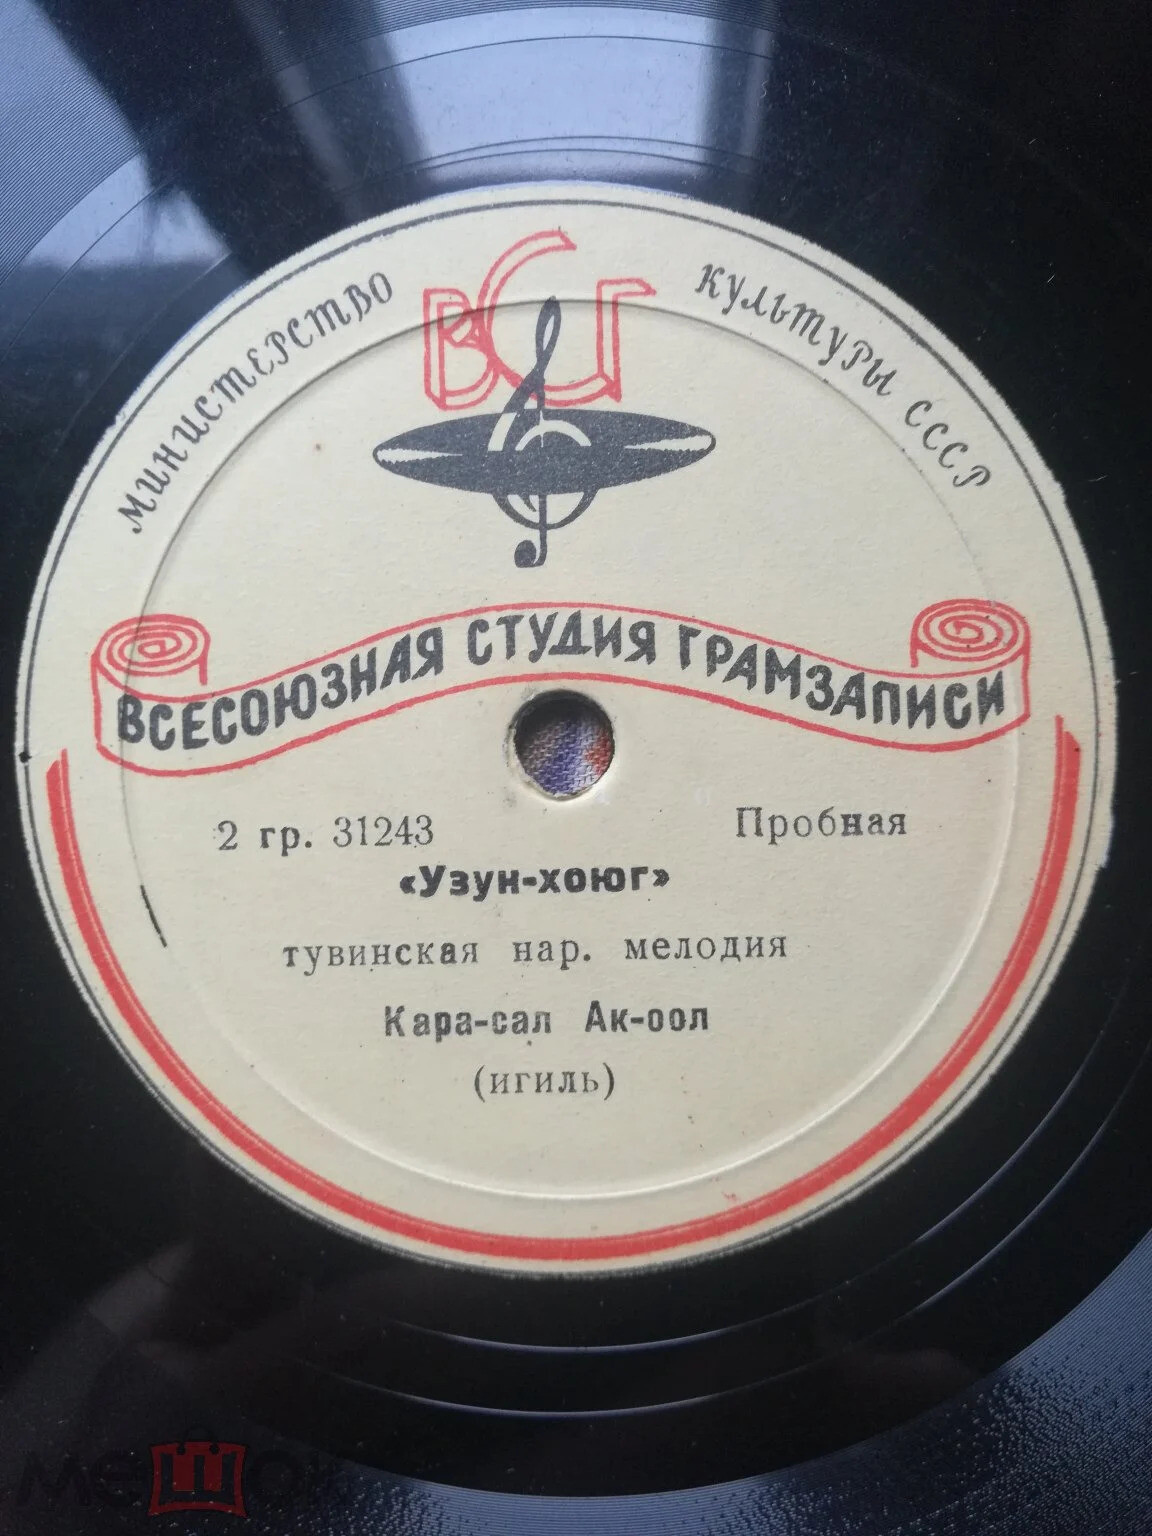 МИНИСТЕРСТВО КУЛЬТУРЫ СССР
ВСГ
ВСЕСОЮЗНАЯ СТУДИЯ ГРАМЗАПИСИ
2 гр. 31243 Пробная
«Узун-хоюг»
тувинская нар. мелодия
Кара-сал Ак-оол
(игиль)
мешок